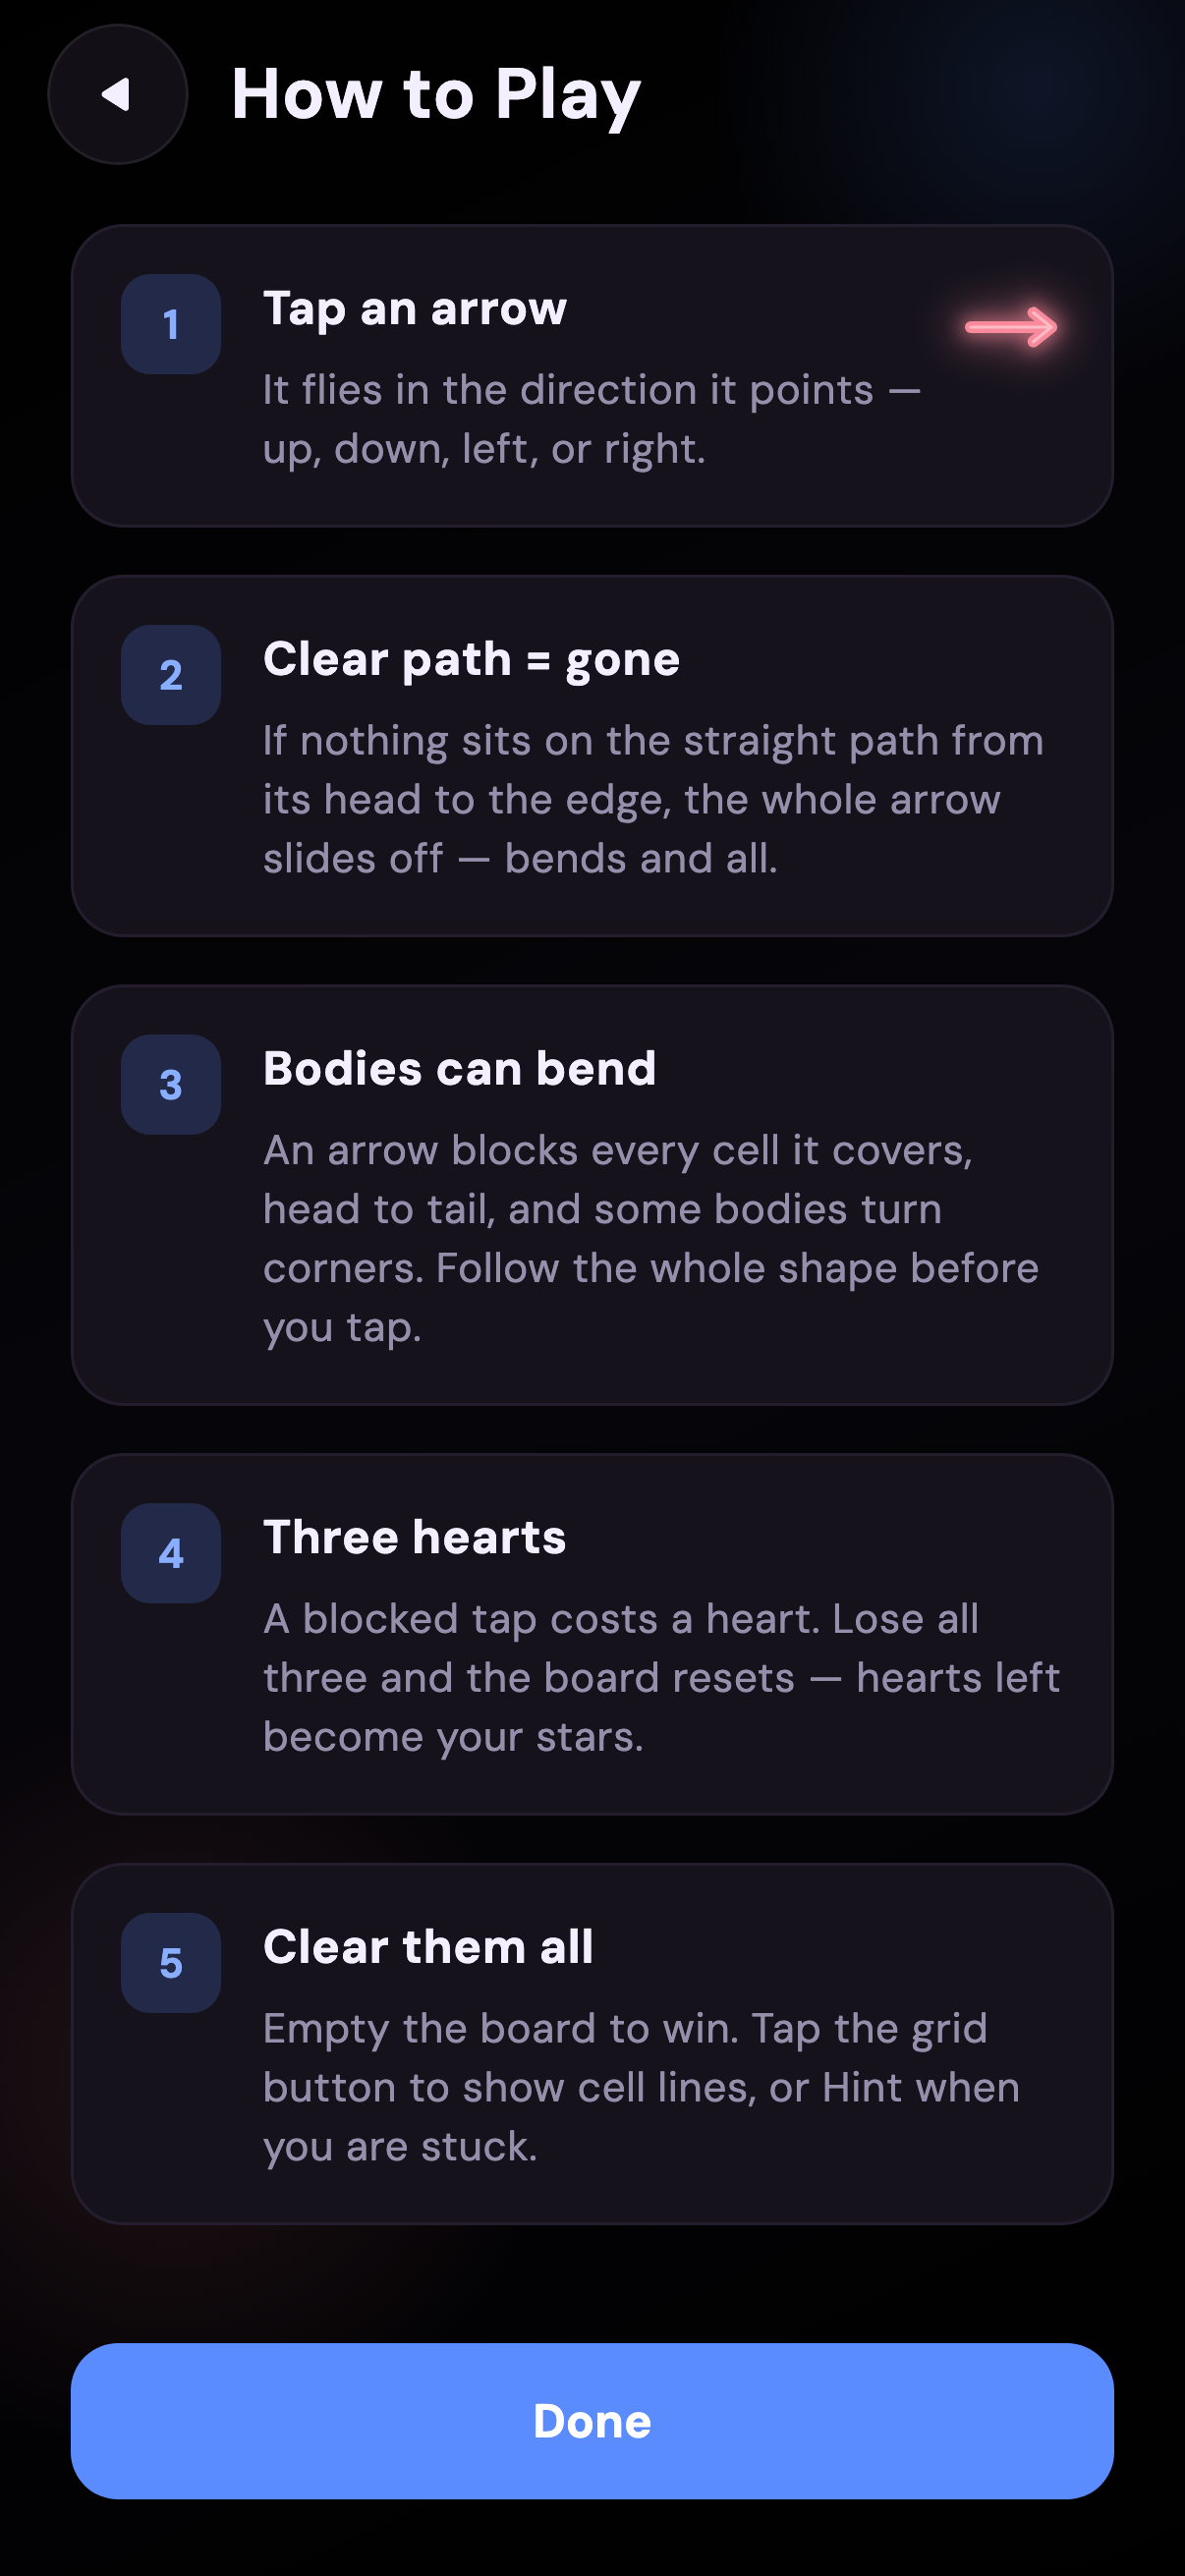 How to Play
1
Tap an arrow
It flies in the direction it points —
up, down, left, or right.
2
Clear path = gone
If nothing sits on the straight path from
its head to the edge, the whole arrow
slides off — bends and all.
3
Bodies can bend
An arrow blocks every cell it covers,
head to tail, and some bodies turn
corners. Follow the whole shape before
you tap.
4
Three hearts
A blocked tap costs a heart. Lose all
three and the board resets — hearts left
become your stars.
5
Clear them all
Empty the board to win. Tap the grid
button to show cell lines, or Hint when
you are stuck.
Done